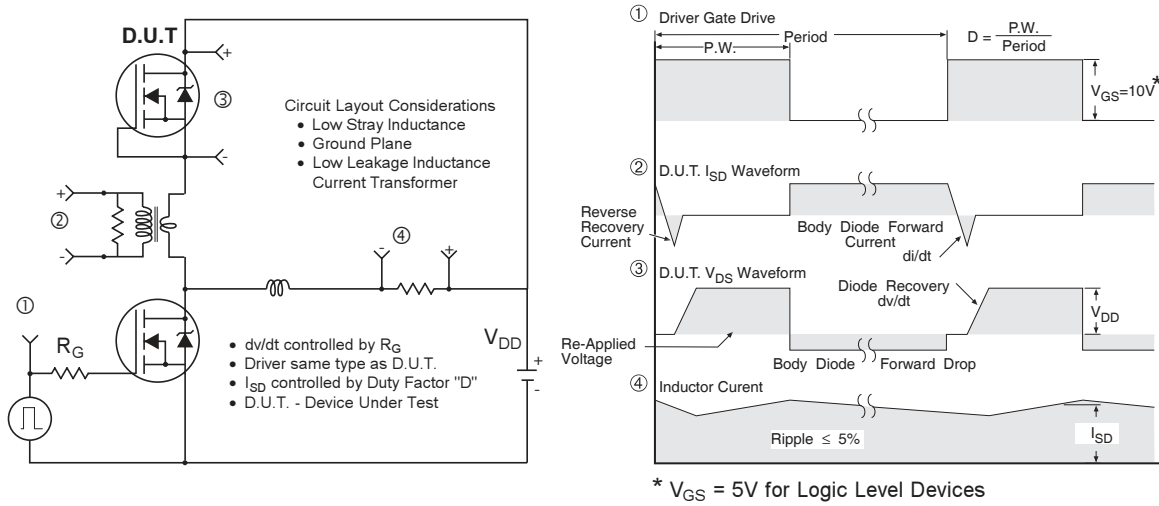 D.U.T
+
③
-
Circuit Layout Considerations
• Low Stray Inductance
• Ground Plane
• Low Leakage Inductance
Current Transformer
+
②
-
④
- +
①
R_G
V_DD
+
-
• dv/dt controlled by R_G
• Driver same type as D.U.T.
• I_SD controlled by Duty Factor "D"
• D.U.T. - Device Under Test
① Driver Gate Drive
P.W.
Period
D = P.W.
Period
V_GS=10V*
② D.U.T. I_SD Waveform
Reverse
Recovery
Current
Body Diode Forward
Current
di/dt
③ D.U.T. V_DS Waveform
Diode Recovery
dv/dt
V_DD
Re-Applied
Voltage
Body Diode Forward Drop
④ Inductor Curent
Ripple ≤ 5%
I_SD
* V_GS = 5V for Logic Level Devices